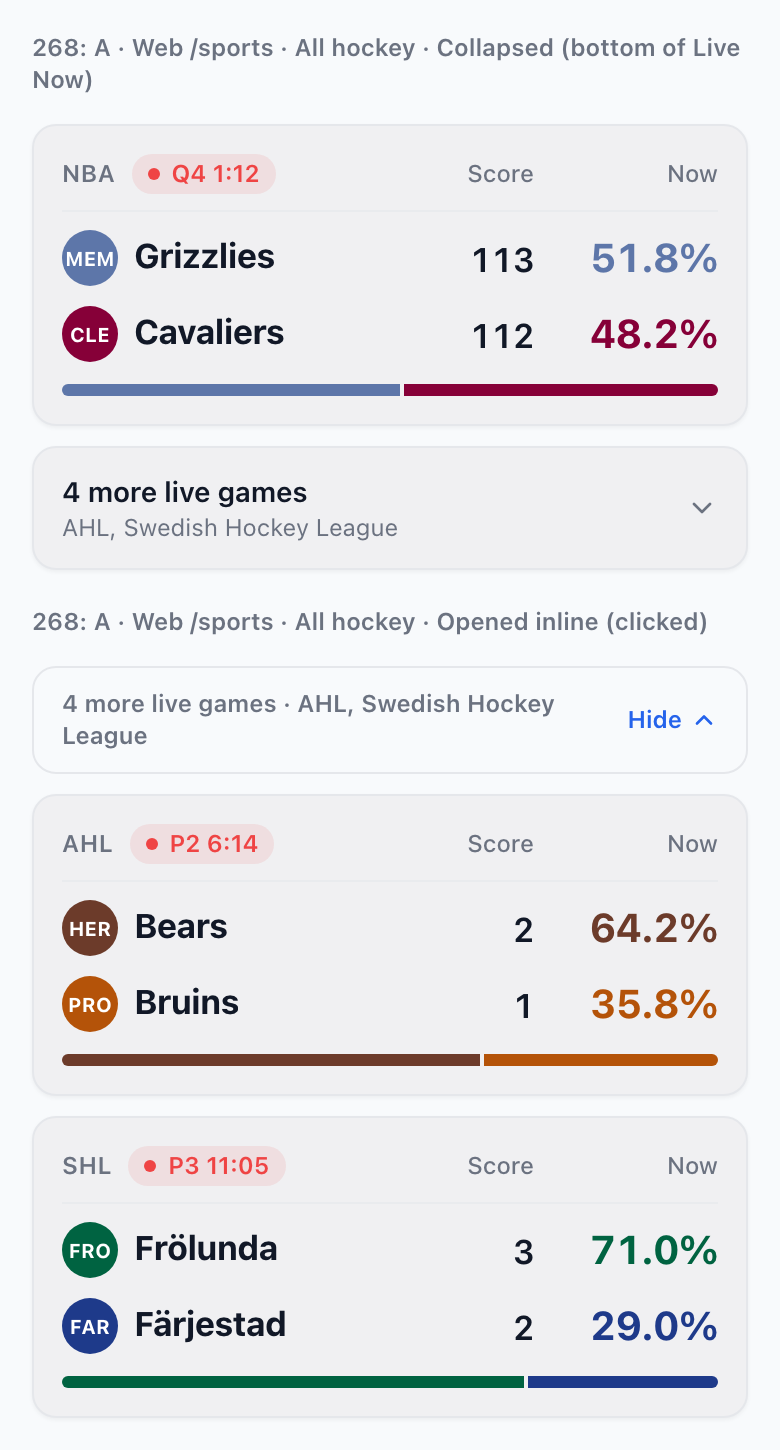 268: A · Web /sports · All hockey · Collapsed (bottom of Live
Now)
NBA Q4 1:12 Score Now
MEM Grizzlies 113 51.8%
CLE Cavaliers 112 48.2%
4 more live games
AHL, Swedish Hockey League
268: A · Web /sports · All hockey · Opened inline (clicked)
4 more live games · AHL, Swedish Hockey
League
Hide
AHL P2 6:14 Score Now
HER Bears 2 64.2%
PRO Bruins 1 35.8%
SHL P3 11:05 Score Now
FRO Frölunda 3 71.0%
FAR Färjestad 2 29.0%